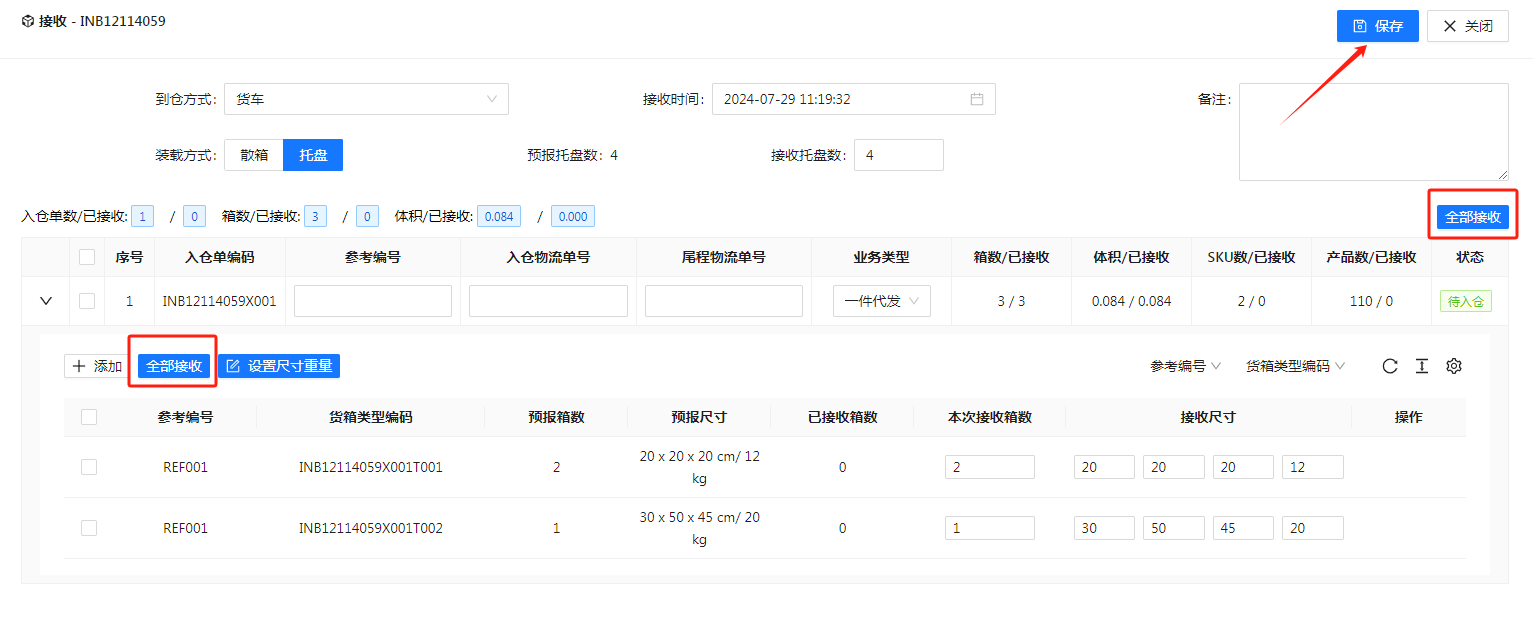 接收 - INB12114059
保存 关闭
到仓方式: 货车 接收时间: 2024-07-29 11:19:32 备注:
装载方式: 散箱 托盘 预报托盘数: 4 接收托盘数: 4
入仓单数/已接收: 1 / 0 箱数/已接收: 3 / 0 体积/已接收: 0.084 / 0.000 全部接收
序号 入仓单编码 参考编号 入仓物流单号 尾程物流单号 业务类型 箱数/已接收 体积/已接收 SKU数/已接收 产品数/已接收 状态
1 INB12114059X001 一件代发 3 / 3 0.084 / 0.084 2 / 0 110 / 0 待入仓
添加 全部接收 设置尺寸重量 参考编号 货箱类型编码
参考编号 货箱类型编码 预报箱数 预报尺寸 已接收箱数 本次接收箱数 接收尺寸 操作
REF001 INB12114059X001T001 2 20 x 20 x 20 cm/ 12 kg 0 2 20 20 20 12
REF001 INB12114059X001T002 1 30 x 50 x 45 cm/ 20 kg 0 1 30 50 45 20